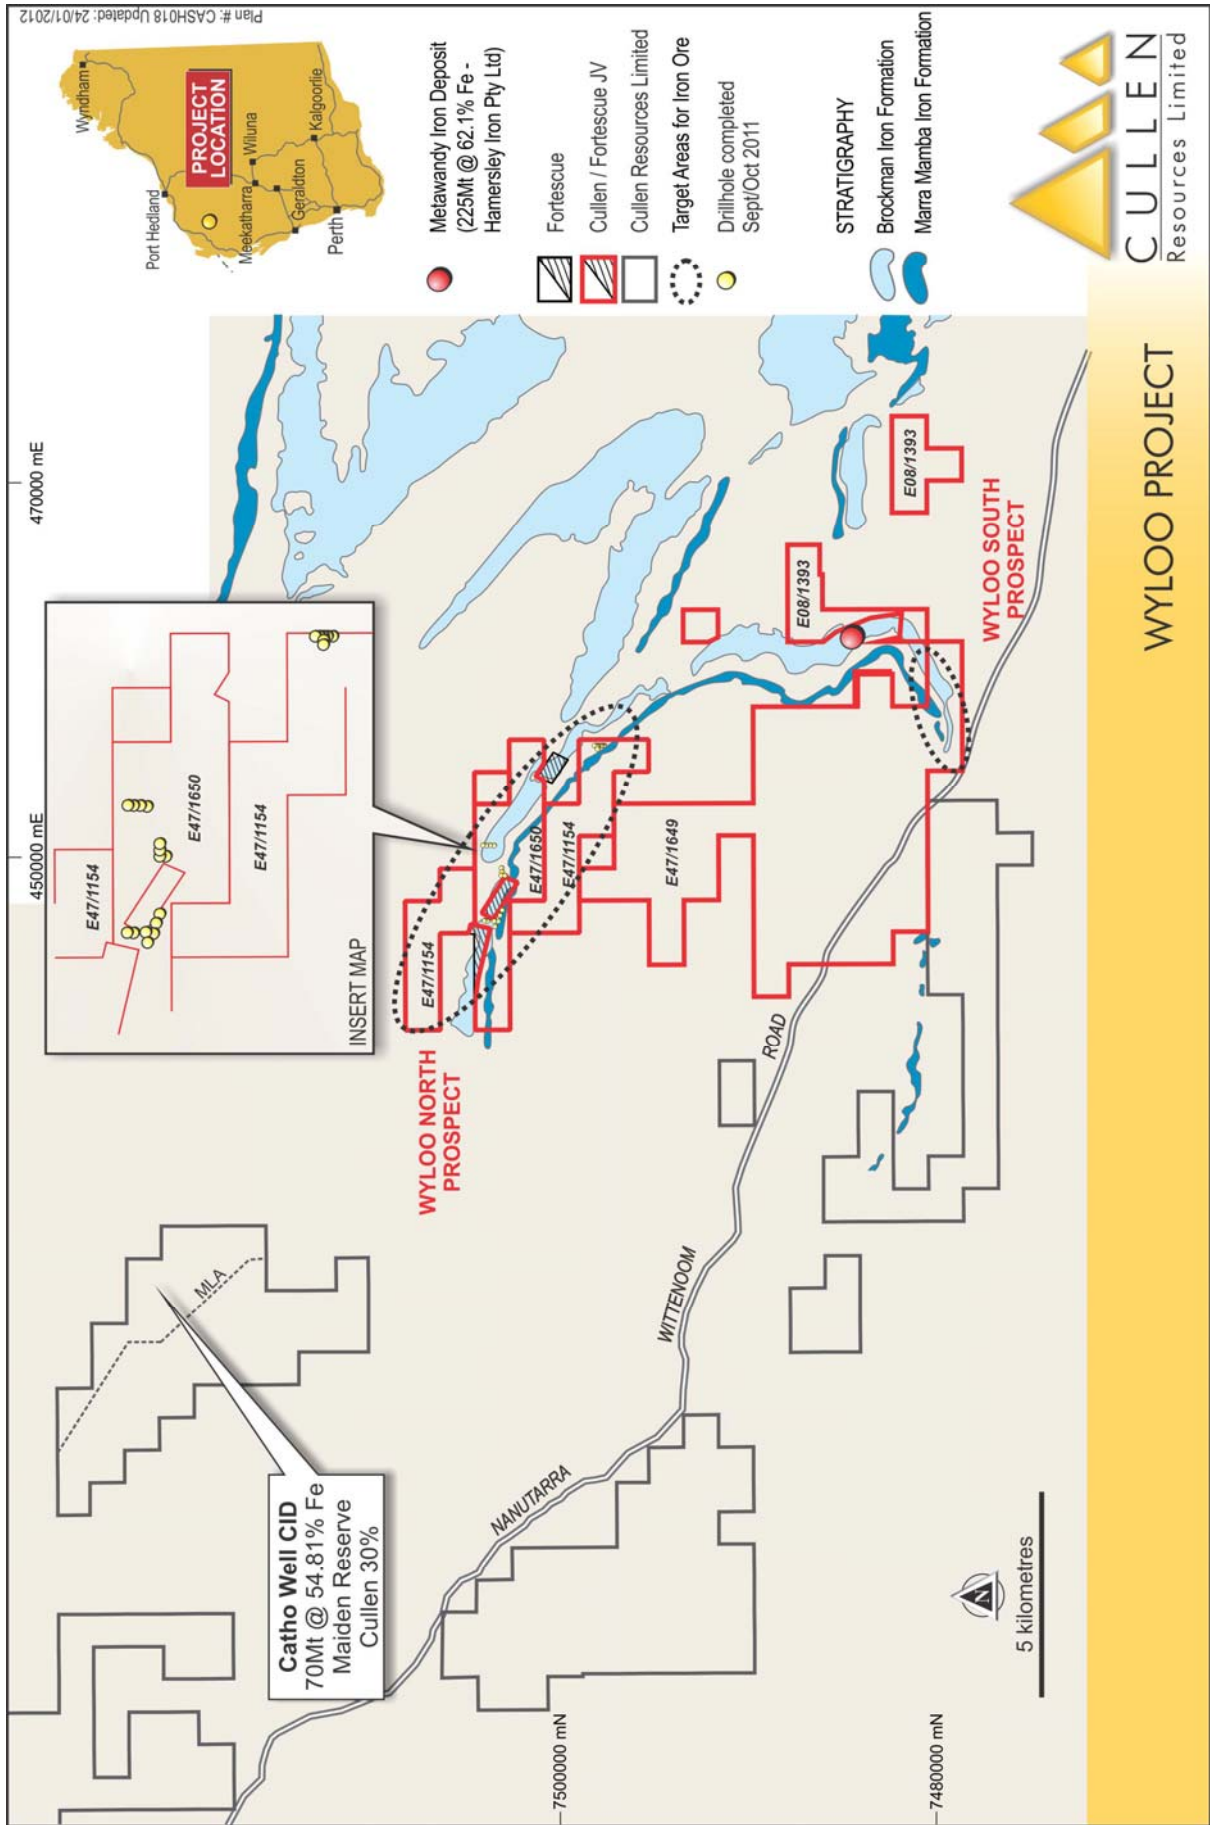 Plan #: CASH018 Updated: 24/01/2012
450000 mE
470000 mE
7500000 mN
7480000 mN
Catho Well CID
70Mt @ 54.81% Fe
Maiden Reserve
Cullen 30%
MLA
INSERT MAP
E47/1154
E47/1650
E47/1154
WYLOO NORTH
PROSPECT
E47/1154
E47/1650
E47/1154
E47/1649
E08/1393
E08/1393
WYLOO SOUTH
PROSPECT
NANUTARRA
WITTENOOM
ROAD
5 kilometres
N
Wyndham
Port Hedland
PROJECT
LOCATION
Meekatharra
Wiluna
Geraldton
Kalgoorlie
Perth
Metawandy Iron Deposit
(225Mt @ 62.1% Fe -
Hamersley Iron Pty Ltd)
Fortescue
Cullen / Fortescue JV
Cullen Resources Limited
Target Areas for Iron Ore
Drillhole completed
Sept/Oct 2011
STRATIGRAPHY
Brockman Iron Formation
Marra Mamba Iron Formation
WYLOO PROJECT
CULLEN
Resources Limited